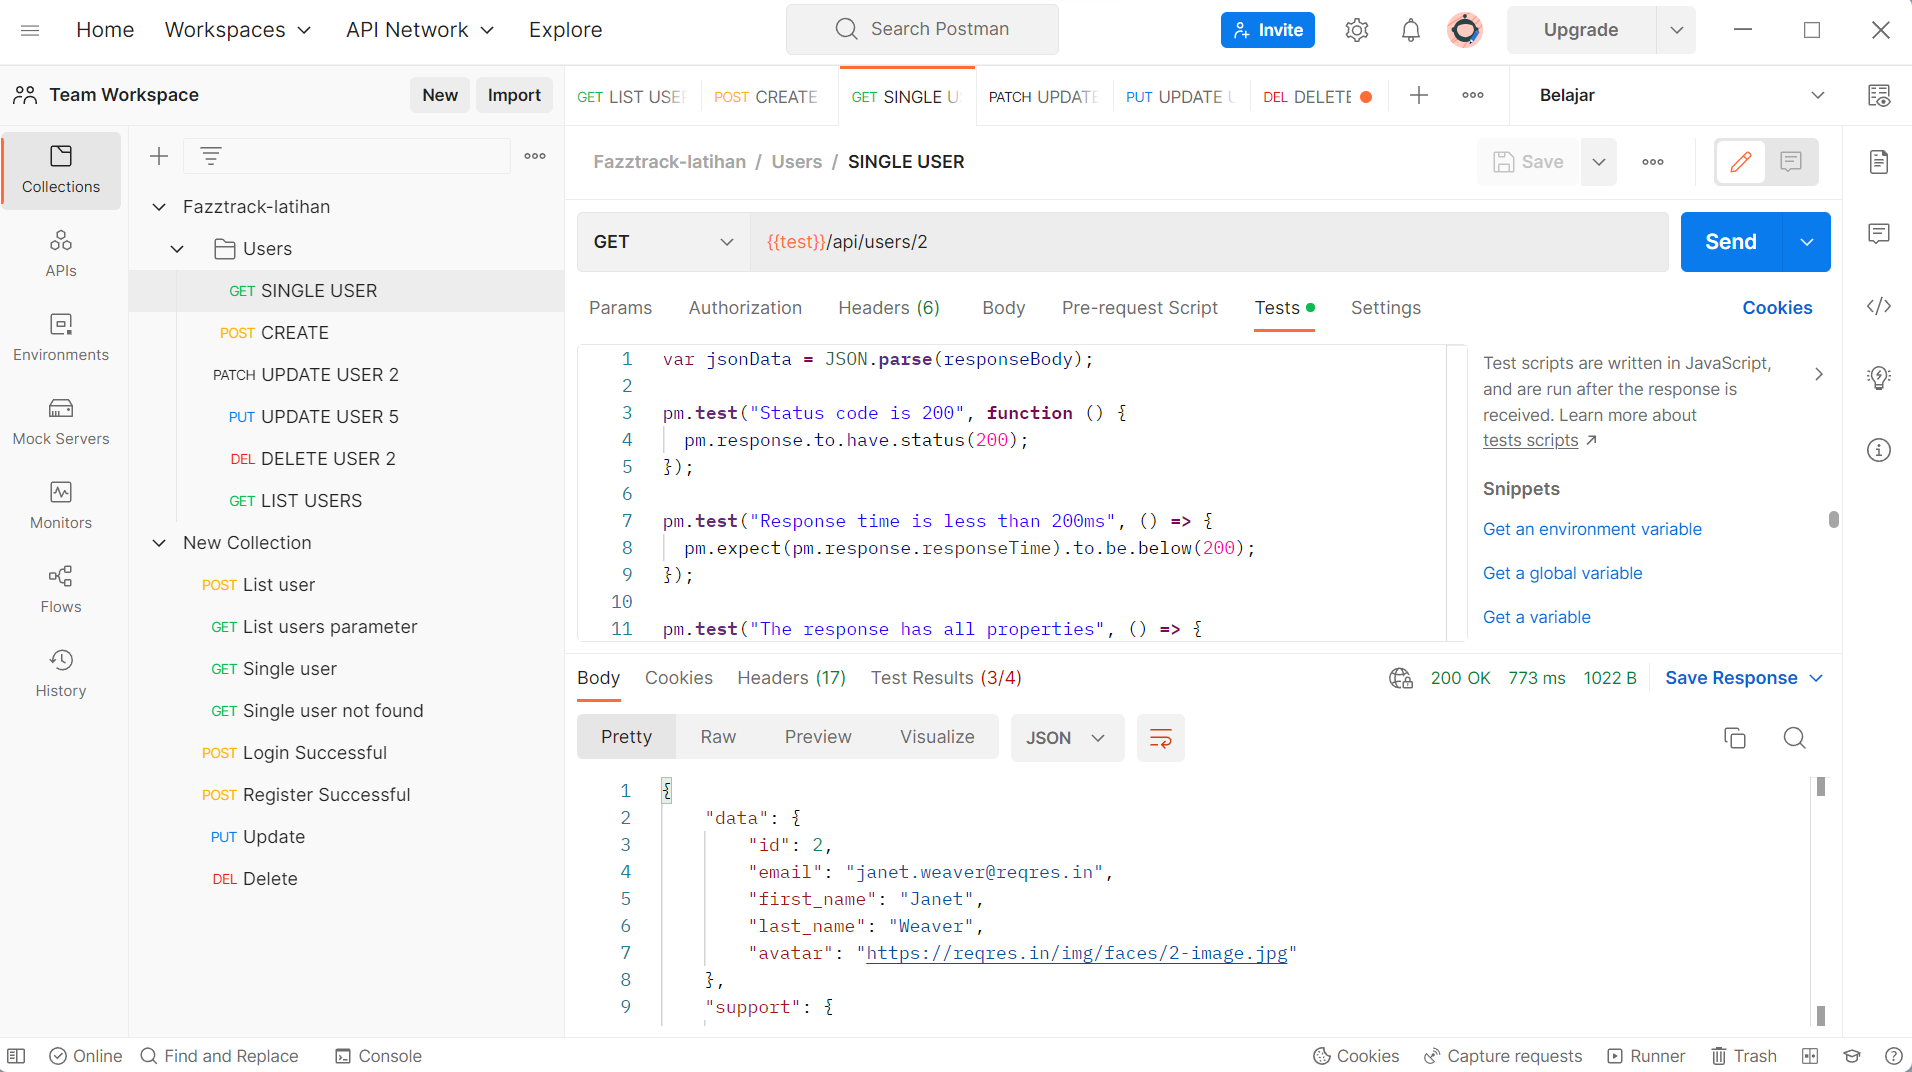 Home Workspaces API Network Explore Search Postman Invite Upgrade
Team Workspace New Import
GET LIST USER POST CREATE GET SINGLE U PATCH UPDATE PUT UPDATE U DEL DELETE Belajar
Collections
APIs
Environments
Mock Servers
Monitors
Flows
History
Fazztrack-latihan
Users
GET SINGLE USER
POST CREATE
PATCH UPDATE USER 2
PUT UPDATE USER 5
DEL DELETE USER 2
GET LIST USERS
New Collection
POST List user
GET List users parameter
GET Single user
GET Single user not found
POST Login Successful
POST Register Successful
PUT Update
DEL Delete
Fazztrack-latihan / Users / SINGLE USER Save
GET {{test}}/api/users/2 Send
Params Authorization Headers (6) Body Pre-request Script Tests Settings Cookies
1 var jsonData = JSON.parse(responseBody);
2
3 pm.test("Status code is 200", function () {
4 pm.response.to.have.status(200);
5 });
6
7 pm.test("Response time is less than 200ms", () => {
8 pm.expect(pm.response.responseTime).to.be.below(200);
9 });
10
11 pm.test("The response has all properties", () => {
Test scripts are written in JavaScript,
and are run after the response is
received. Learn more about
tests scripts
Snippets
Get an environment variable
Get a global variable
Get a variable
Body Cookies Headers (17) Test Results (3/4) 200 OK 773 ms 1022 B Save Response
Pretty Raw Preview Visualize JSON
1 {
2 "data": {
3 "id": 2,
4 "email": "janet.weaver@reqres.in",
5 "first_name": "Janet",
6 "last_name": "Weaver",
7 "avatar": "https://reqres.in/img/faces/2-image.jpg"
8 },
9 "support": {
Online Find and Replace Console Cookies Capture requests Runner Trash